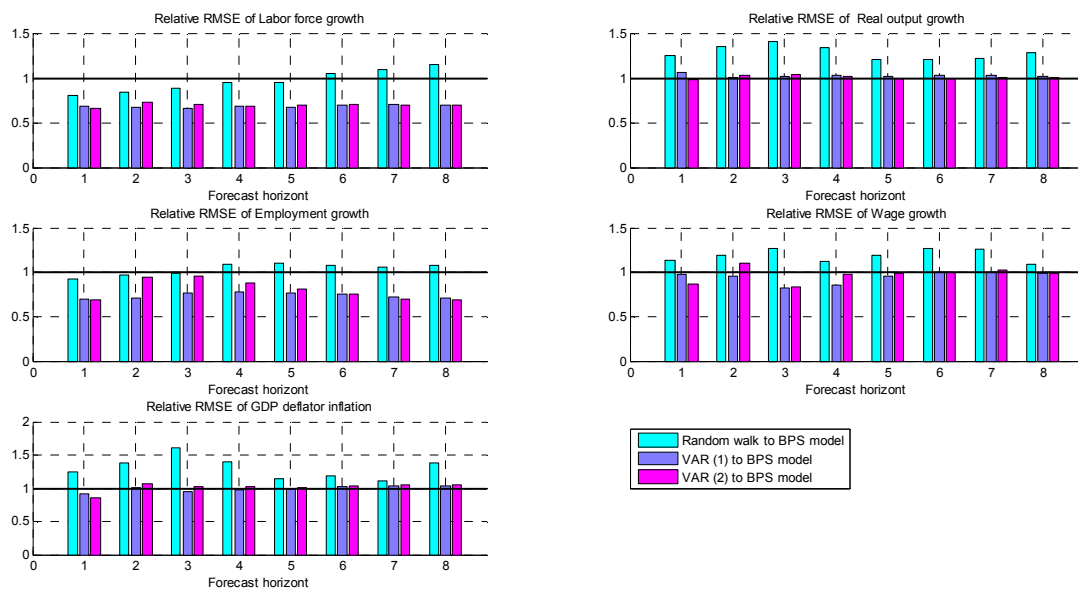 Relative RMSE of Labor force growth
1.5
1
0.5
0
0 1 2 3 4 5 6 7 8
Forecast horizont
Relative RMSE of Real output growth
1.5
1
0.5
0
0 1 2 3 4 5 6 7 8
Forecast horizont
Relative RMSE of Employment growth
1.5
1
0.5
0
0 1 2 3 4 5 6 7 8
Forecast horizont
Relative RMSE of Wage growth
1.5
1
0.5
0
0 1 2 3 4 5 6 7 8
Forecast horizont
Relative RMSE of GDP deflator inflation
2
1.5
1
0.5
0
0 1 2 3 4 5 6 7 8
Forecast horizont
Random walk to BPS model
VAR (1) to BPS model
VAR (2) to BPS model